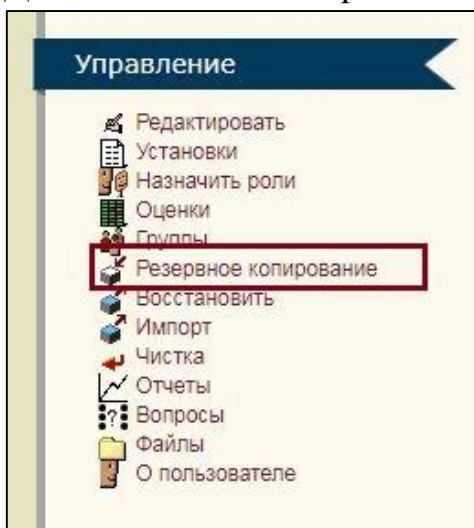 Управление
Редактировать
Установки
Назначить роли
Оценки
Группы
Резервное копирование
Восстановить
Импорт
Чистка
Отчеты
Вопросы
Файлы
О пользователе